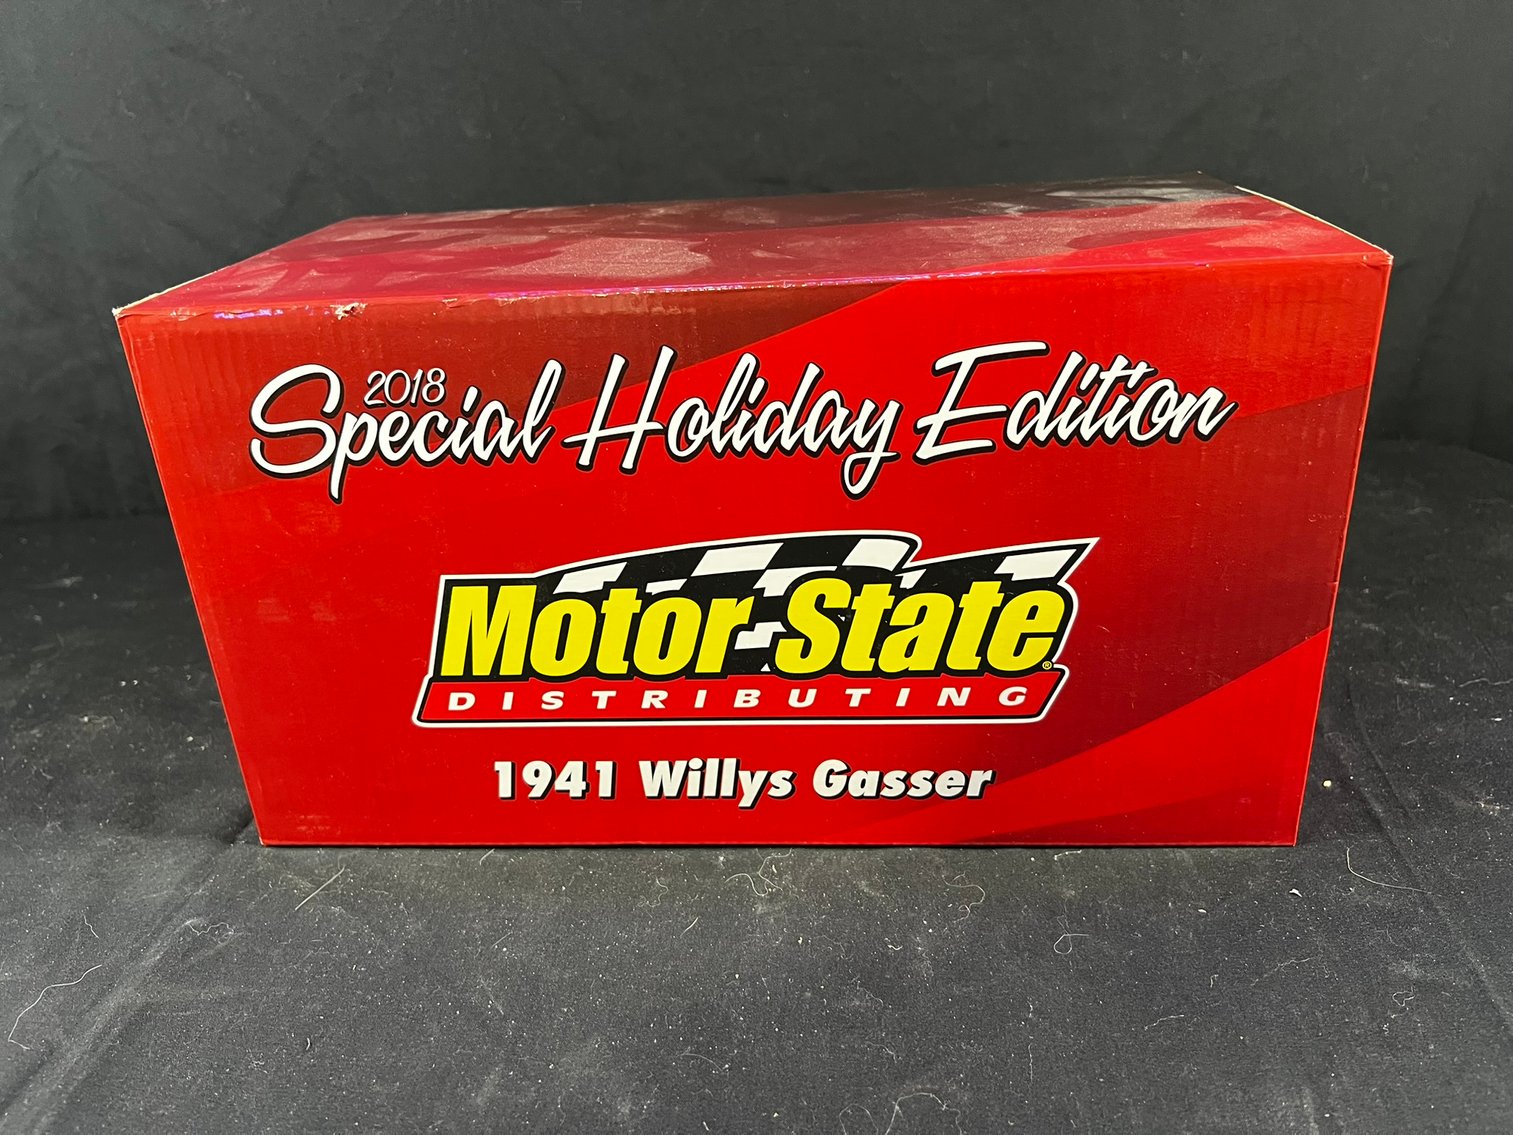 2018
Special Holiday Edition
Motor State®
DISTRIBUTING
1941 Willys Gasser